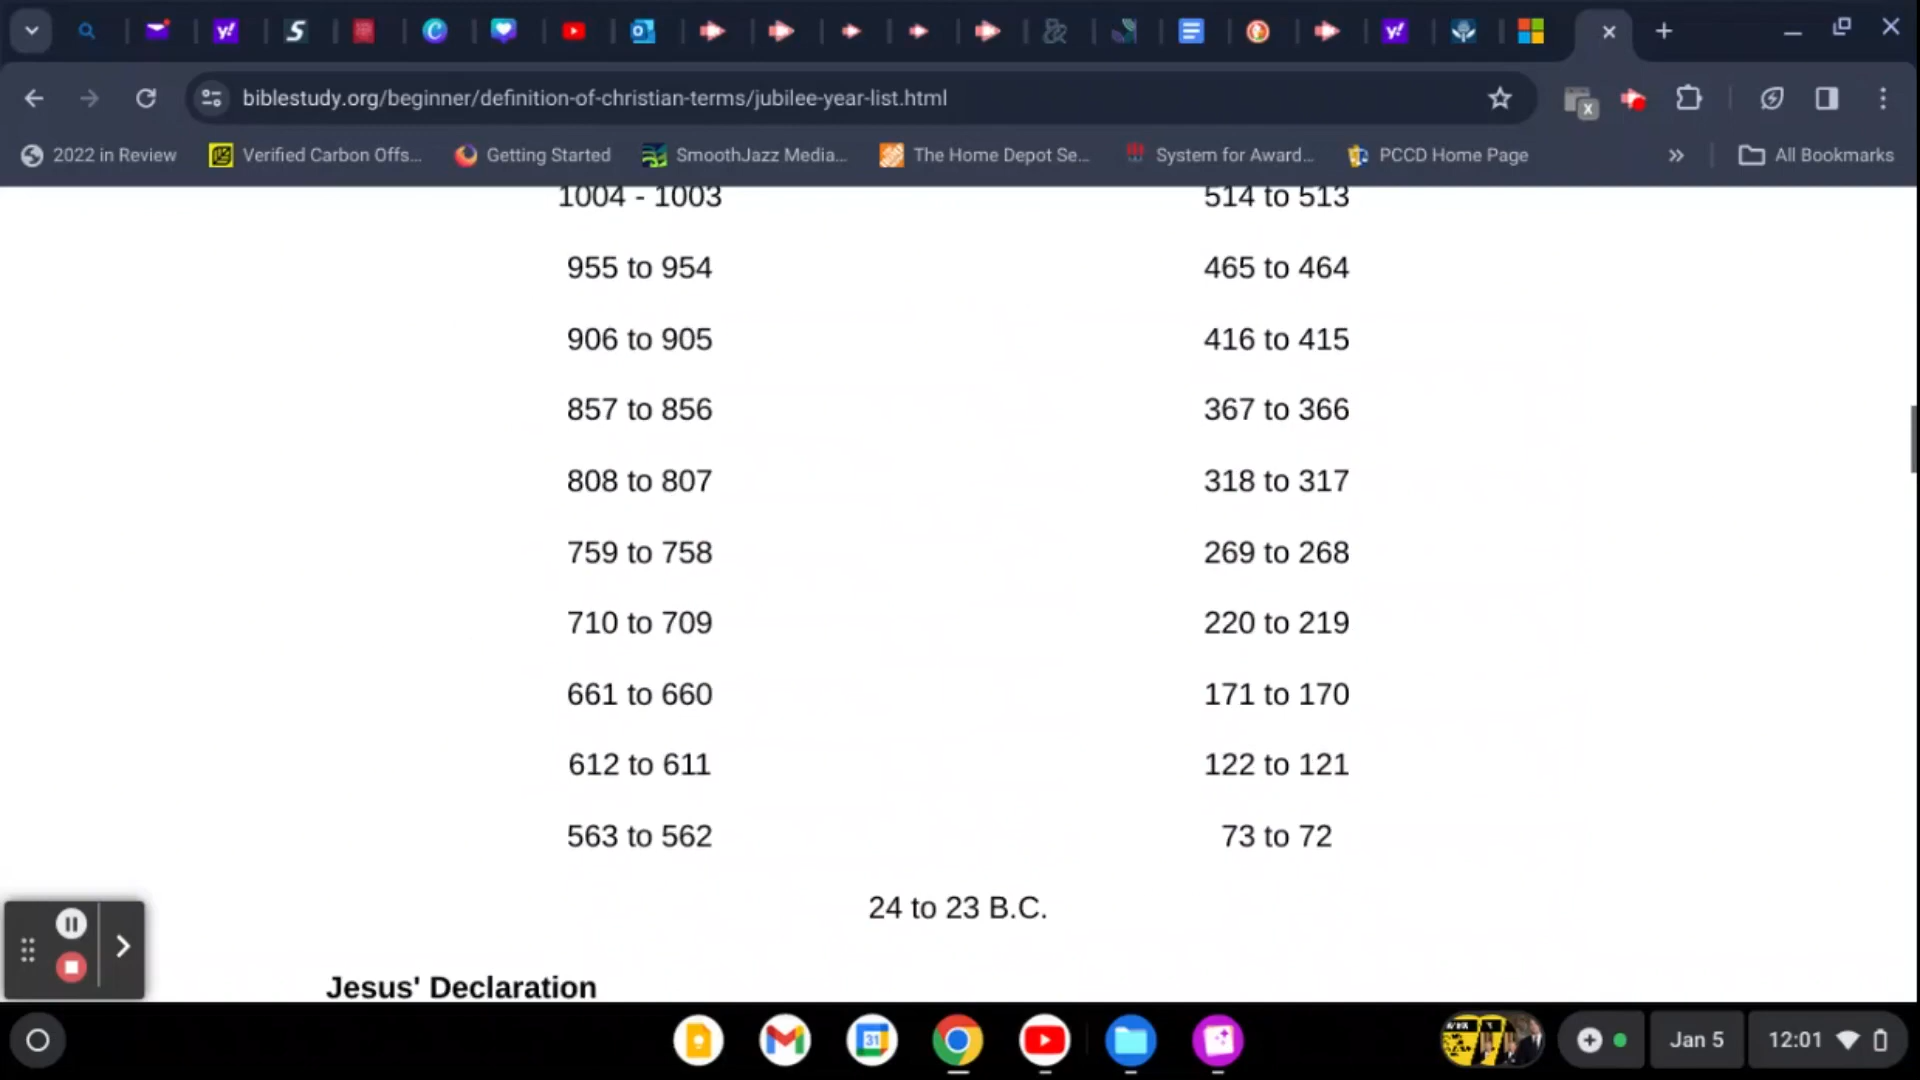 biblestudy.org/beginner/definition-of-christian-terms/jubilee-year-list.html
2022 in Review
Verified Carbon Offs...
Getting Started
SmoothJazz Media...
The Home Depot Se...
System for Award...
PCCD Home Page
All Bookmarks
1004 - 1003 514 to 513
955 to 954 465 to 464
906 to 905 416 to 415
857 to 856 367 to 366
808 to 807 318 to 317
759 to 758 269 to 268
710 to 709 220 to 219
661 to 660 171 to 170
612 to 611 122 to 121
563 to 562 73 to 72
24 to 23 B.C.
Jesus' Declaration
Jan 5 12:01